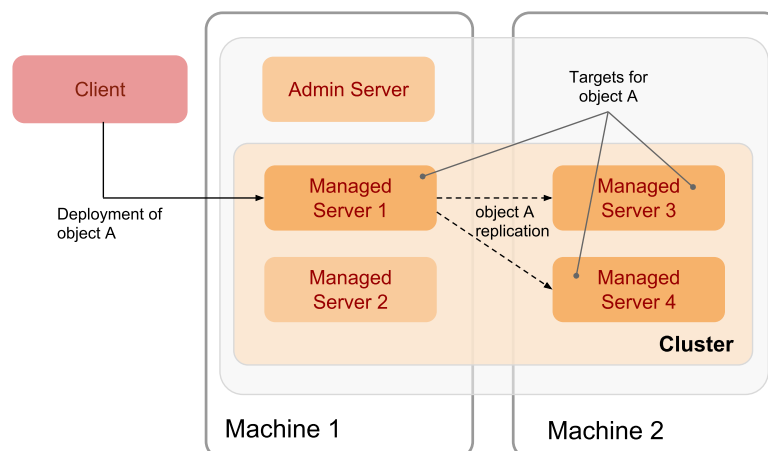 Client
Admin Server
Targets for
object A
Managed
Server 1
Managed
Server 3
Deployment of
object A
object A
replication
Managed
Server 2
Managed
Server 4
Cluster
Machine 1
Machine 2